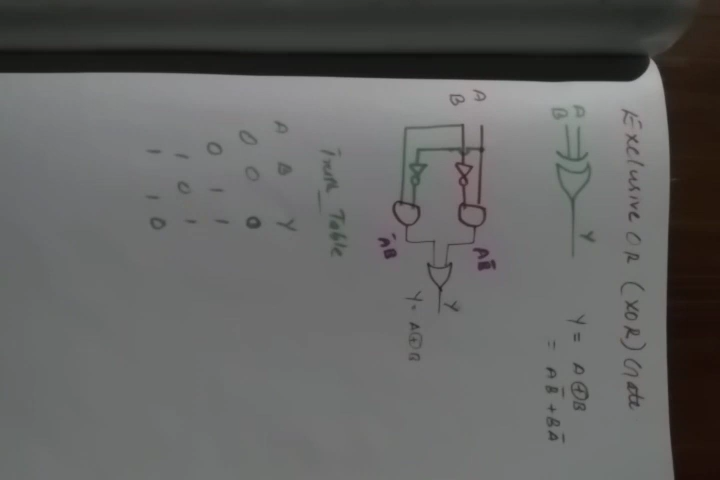 Exclusive OR (XOR) Gate
A
B
Y
Y = A⊕B
= AB̄ + BĀ
A
B
AB̄
ĀB
Y
Y = A⊕B
Truth Table
A B Y
0 0 0
0 1 1
1 0 1
1 1 0